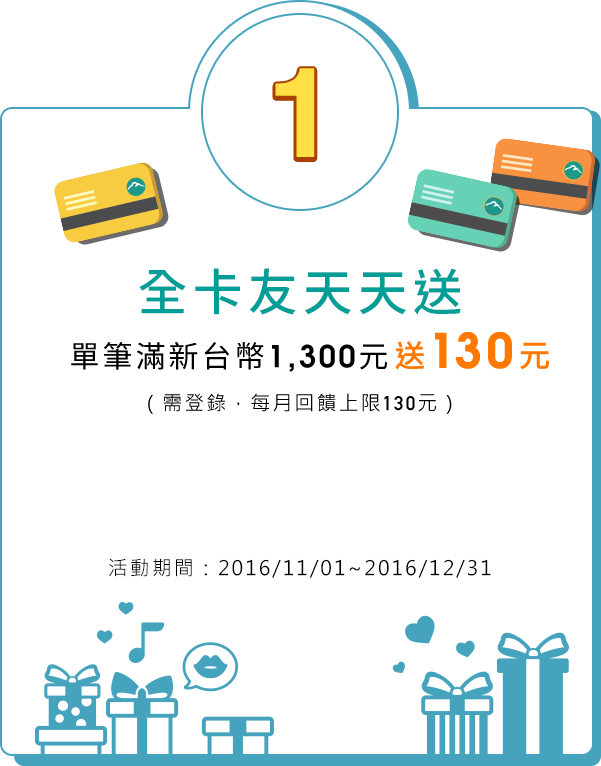 1
全卡友天天送
單筆滿新台幣1,300元送130元
(需登錄，每月回饋上限130元)
活動期間：2016/11/01~2016/12/31